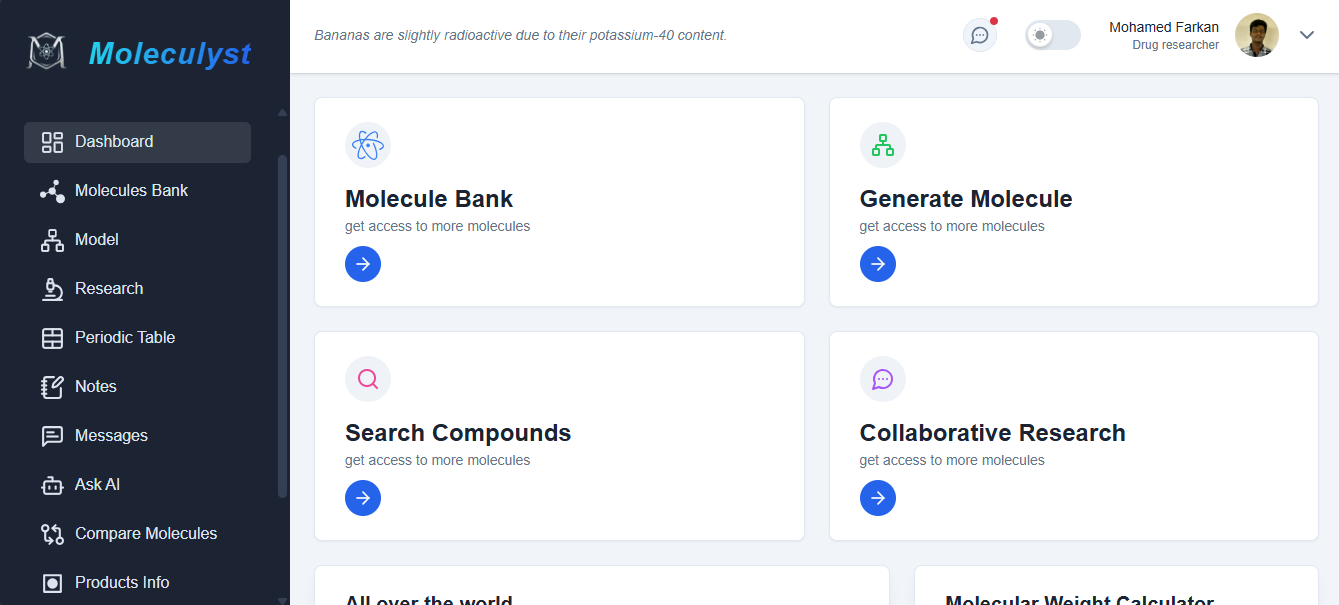 Moleculyst
Dashboard
Molecules Bank
Model
Research
Periodic Table
Notes
Messages
Ask AI
Compare Molecules
Products Info
Bananas are slightly radioactive due to their potassium-40 content.
Mohamed Farkan
Drug researcher
Molecule Bank
get access to more molecules
Generate Molecule
get access to more molecules
Search Compounds
get access to more molecules
Collaborative Research
get access to more molecules
All over the world
Molecular Weight Calculator